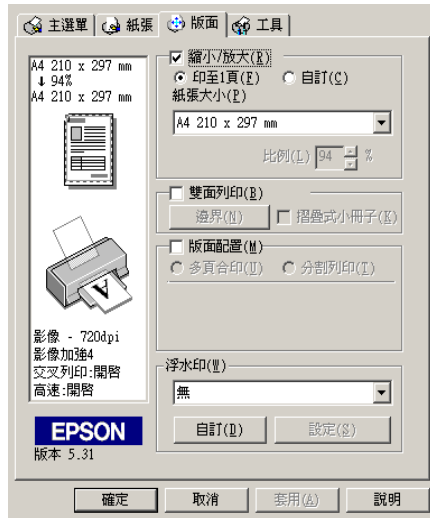 主選單 紙張 版面 工具
A4 210 x 297 mm
↓ 94%
A4 210 x 297 mm
影像 - 720dpi
影像加強4
交叉列印:開啓
高速:開啓
EPSON
版本 5.31
縮小/放大(R)
印至1頁(F) 自訂(C)
紙張大小(P)
A4 210 x 297 mm
比例(L) 94 %
雙面列印(B)
邊界(N) 摺疊式小冊子(K)
版面配置(M)
多頁合印(U) 分割列印(I)
浮水印(W)
無
自訂(D) 設定(S)
確定 取消 套用(A) 說明